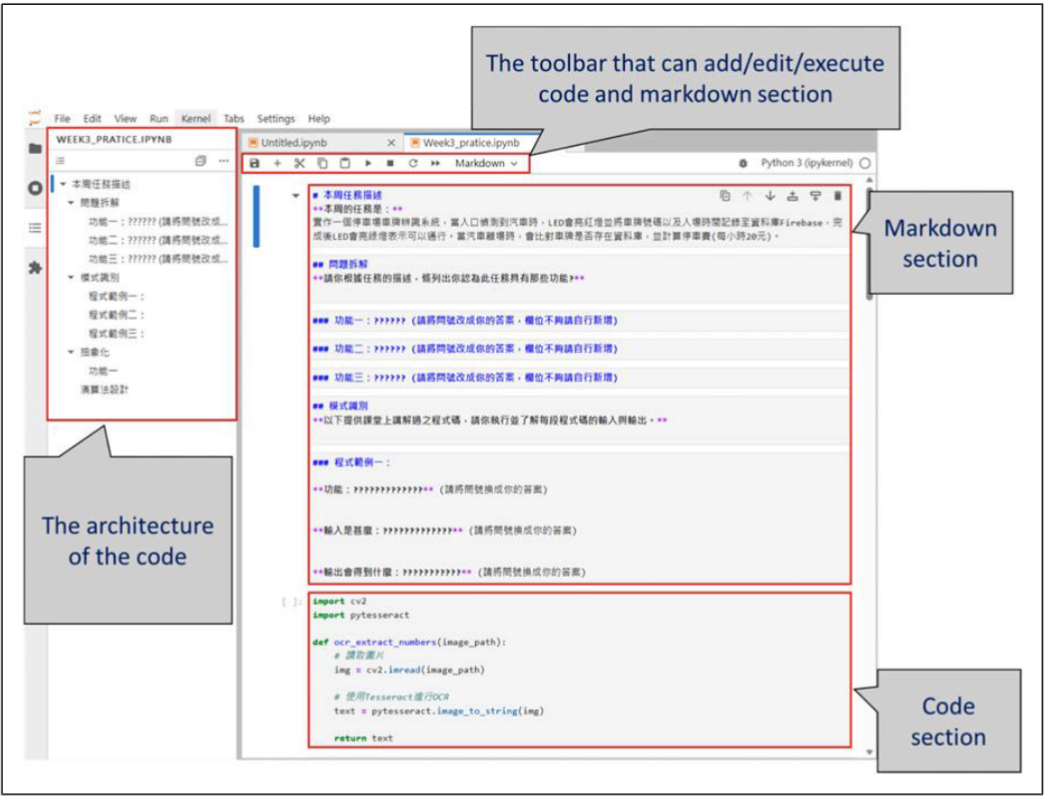 The toolbar that can add/edit/execute
code and markdown section
File Edit View Run Kernel Tabs Settings Help
WEEK3_PRATICE.IPYNB
Untitled.ipynb
Week3_pratice.ipynb
Markdown
Python 3 (ipykernel)
本周任務描述
問題拆解
功能一：?????? (請將問號改成...
功能二：?????? (請將問號改成...
功能三：?????? (請將問號改成...
模式識別
程式範例一：
程式範例二：
程式範例三：
抽象化
功能一
演算法設計
The architecture
of the code
# 本周任務描述
**本周的任務是：**
實作一個停車場車牌辨識系統，當入口偵測到汽車時，LED會亮紅燈並將車牌號碼以及入場時間記錄至資料庫Firebase，完
成後LED會亮綠燈表示可以通行。當汽車離場時，會比對車牌是否存在資料庫，並計算停車費(每小時20元)。
## 問題拆解
**請你根據任務的描述，條列出你認為此任務具有那些功能?**
### 功能一：?????? (請將問號改成你的答案，欄位不夠請自行新增)
### 功能二：?????? (請將問號改成你的答案，欄位不夠請自行新增)
### 功能三：?????? (請將問號改成你的答案，欄位不夠請自行新增)
## 模式識別
**以下提供課堂上講解過之程式碼，請你執行並了解每段程式碼的輸入與輸出。**
### 程式範例一：
**功能：?????????????** (請將問號換成你的答案)
**輸入是甚麼：?????????????** (請將問號換成你的答案)
**輸出會得到什麼：???????????** (請將問號換成你的答案)
Markdown
section
[ ]:
import cv2
import pytesseract
def ocr_extract_numbers(image_path):
# 讀取圖片
img = cv2.imread(image_path)
# 使用Tesseract進行OCR
text = pytesseract.image_to_string(img)
return text
Code
section